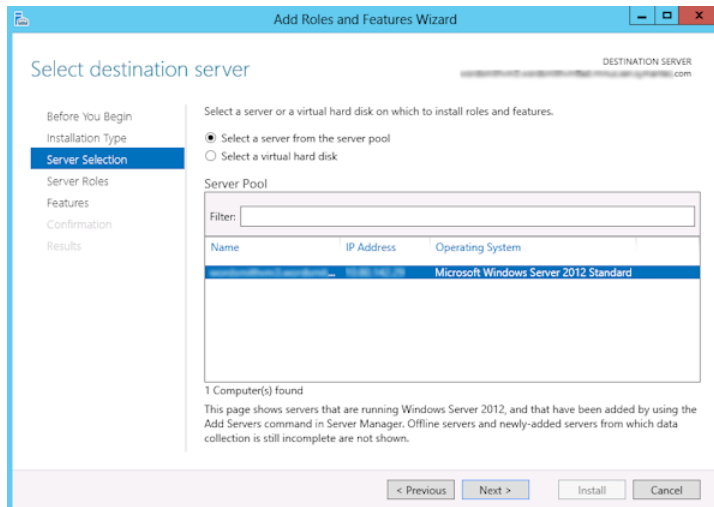 Add Roles and Features Wizard
Select destination server
DESTINATION SERVER
.com
Before You Begin
Installation Type
Server Selection
Server Roles
Features
Confirmation
Results
Select a server or a virtual hard disk on which to install roles and features.
Select a server from the server pool
Select a virtual hard disk
Server Pool
Filter:
Name IP Address Operating System
Microsoft Windows Server 2012 Standard
1 Computer(s) found
This page shows servers that are running Windows Server 2012, and that have been added by using the
Add Servers command in Server Manager. Offline servers and newly-added servers from which data
collection is still incomplete are not shown.
< Previous Next > Install Cancel